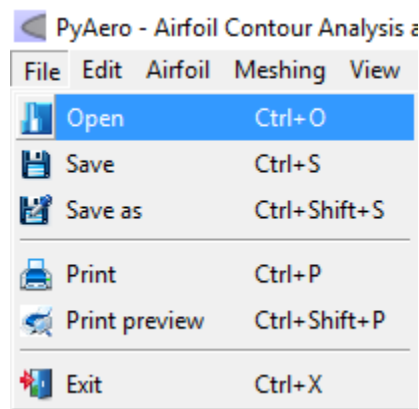 PyAero - Airfoil Contour Analysis a
File Edit Airfoil Meshing View
Open Ctrl+O
Save Ctrl+S
Save as Ctrl+Shift+S
Print Ctrl+P
Print preview Ctrl+Shift+P
Exit Ctrl+X